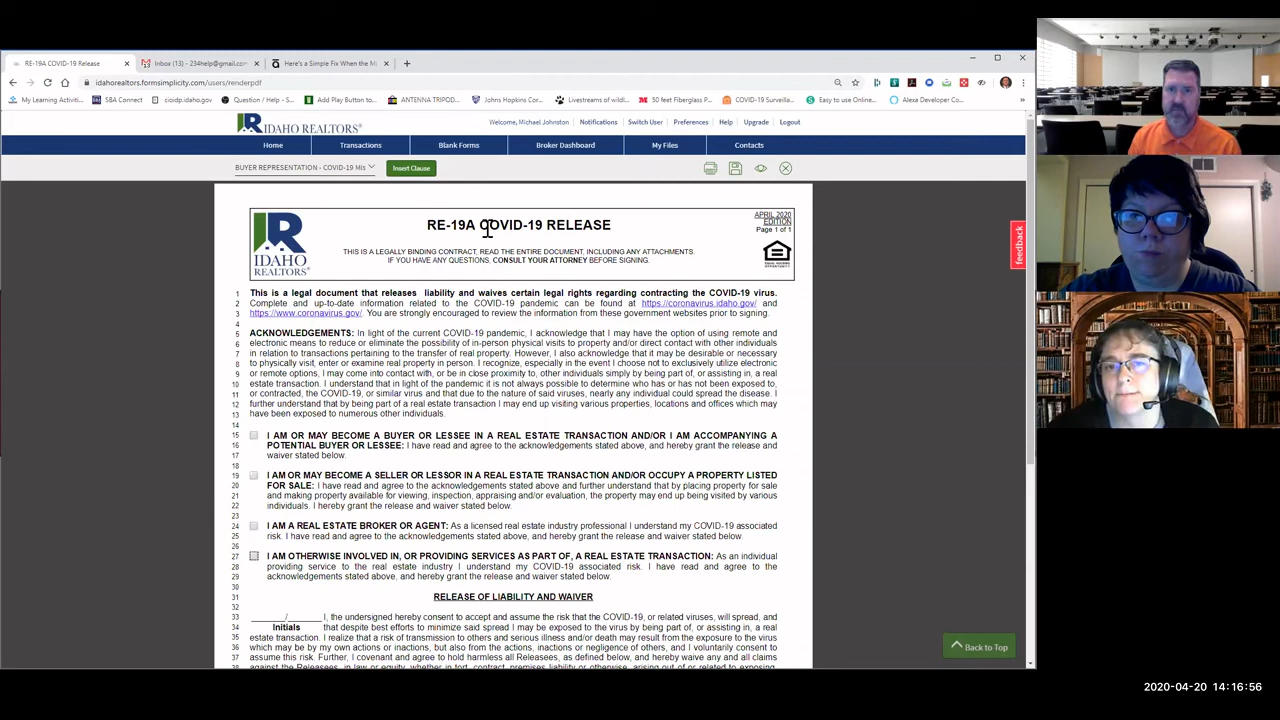 RE-19A COVID-19 Release
Inbox (13) - 234help@gmail.co
Here's a Simple Fix When the M
idahorealtors.formsimplicity.com/users/renderpdf
My Learning Activiti... SBA Connect cisidp.idaho.gov Question / Help - S... Add Play Button to... ANTENNA TRIPOD... Johns Hopkins Cor... Livestreams of wildl... 50 feet Fiberglass P... COVID-19 Surveilla... Easy to use Online... Alexa Developer Co...
IDAHO REALTORS®
Welcome, Michael Johnston Notifications Switch User Preferences Help Upgrade Logout
Home Transactions Blank Forms Broker Dashboard My Files Contacts
BUYER REPRESENTATION - COVID-19 Mis Insert Clause
feedback
IDAHO
REALTORS®
RE-19A COVID-19 RELEASE
APRIL 2020
EDITION
Page 1 of 1
THIS IS A LEGALLY BINDING CONTRACT, READ THE ENTIRE DOCUMENT, INCLUDING ANY ATTACHMENTS.
IF YOU HAVE ANY QUESTIONS, CONSULT YOUR ATTORNEY BEFORE SIGNING.
1 This is a legal document that releases liability and waives certain legal rights regarding contracting the COVID-19 virus.
2 Complete and up-to-date information related to the COVID-19 pandemic can be found at https://coronavirus.idaho.gov/ and
3 https://www.coronavirus.gov/. You are strongly encouraged to review the information from these government websites prior to signing.
4
5 ACKNOWLEDGEMENTS: In light of the current COVID-19 pandemic, I acknowledge that I may have the option of using remote and
6 electronic means to reduce or eliminate the possibility of in-person physical visits to property and/or direct contact with other individuals
7 in relation to transactions pertaining to the transfer of real property. However, I also acknowledge that it may be desirable or necessary
8 to physically visit, enter or examine real property in person. I recognize, especially in the event I choose not to exclusively utilize electronic
9 or remote options, I may come into contact with, or be in close proximity to, other individuals simply by being part of, or assisting in, a real
10 estate transaction. I understand that in light of the pandemic it is not always possible to determine who has or has not been exposed to,
11 or contracted, the COVID-19, or similar virus and that due to the nature of said viruses, nearly any individual could spread the disease. I
12 further understand that by being part of a real estate transaction I may end up visiting various properties, locations and offices which may
13 have been exposed to numerous other individuals.
14
15 I AM OR MAY BECOME A BUYER OR LESSEE IN A REAL ESTATE TRANSACTION AND/OR I AM ACCOMPANYING A
16 POTENTIAL BUYER OR LESSEE: I have read and agree to the acknowledgements stated above, and hereby grant the release and
17 waiver stated below.
18
19 I AM OR MAY BECOME A SELLER OR LESSOR IN A REAL ESTATE TRANSACTION AND/OR OCCUPY A PROPERTY LISTED
20 FOR SALE: I have read and agree to the acknowledgements stated above and further understand that by placing property for sale
21 and making property available for viewing, inspection, appraising and/or evaluation, the property may end up being visited by various
22 individuals. I hereby grant the release and waiver stated below.
23
24 I AM A REAL ESTATE BROKER OR AGENT: As a licensed real estate industry professional I understand my COVID-19 associated
25 risk. I have read and agree to the acknowledgements stated above, and hereby grant the release and waiver stated below.
26
27 I AM OTHERWISE INVOLVED IN, OR PROVIDING SERVICES AS PART OF, A REAL ESTATE TRANSACTION: As an individual
28 providing service to the real estate industry I understand my COVID-19 associated risk. I have read and agree to the
29 acknowledgements stated above, and hereby grant the release and waiver stated below.
30
31 RELEASE OF LIABILITY AND WAIVER
32
33 ______/______ I, the undersigned hereby consent to accept and assume the risk that the COVID-19, or related viruses, will spread, and
34 Initials that despite best efforts to minimize said spread I may be exposed to the virus by being part of, or assisting in, a real
35 estate transaction. I realize that a risk of transmission to others and serious illness and/or death may result from the exposure to the virus
36 which may be by my own actions or inactions, but also from the actions, inactions or negligence of others, and I voluntarily consent to
37 assume this risk. Further, I covenant and agree to hold harmless all Releasees, as defined below, and hereby waive any and all claims
Back to Top
2020-04-20 14:16:56